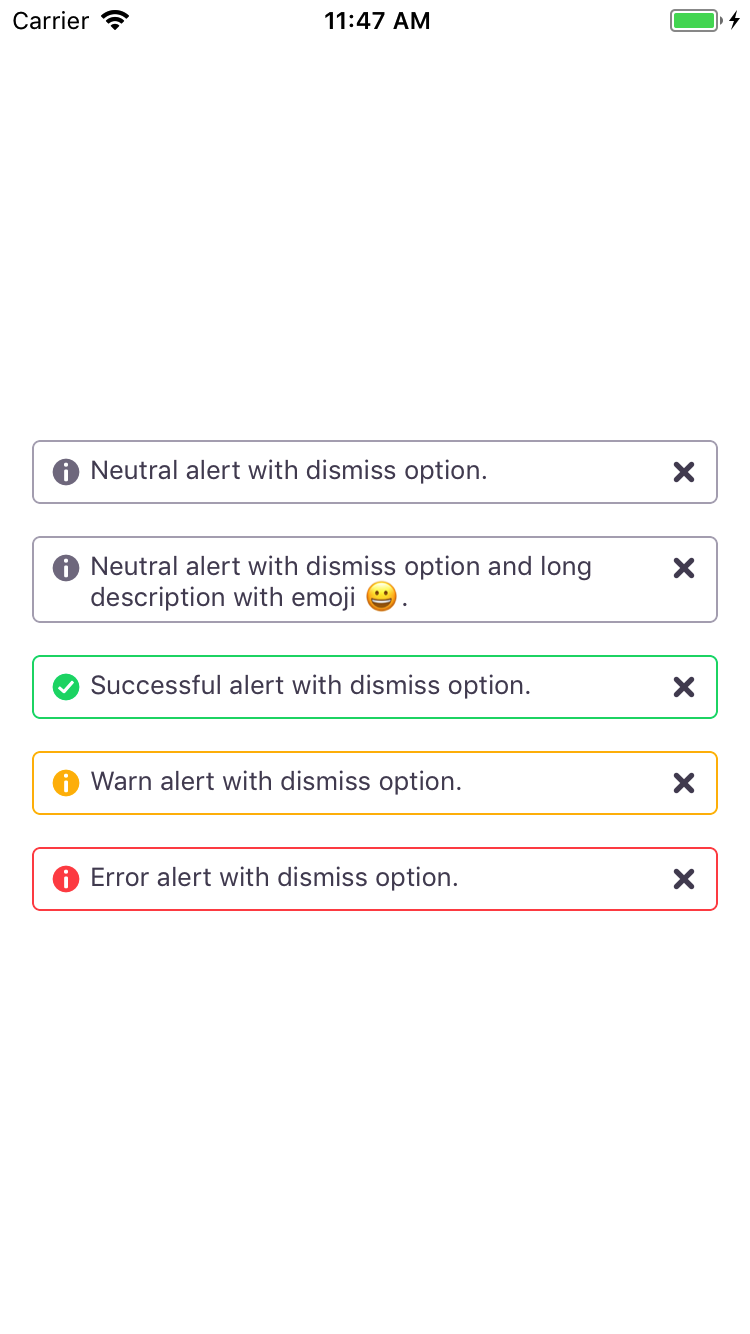 Carrier 11:47 AM
Neutral alert with dismiss option.
Neutral alert with dismiss option and long
description with emoji 😀.
Successful alert with dismiss option.
Warn alert with dismiss option.
Error alert with dismiss option.